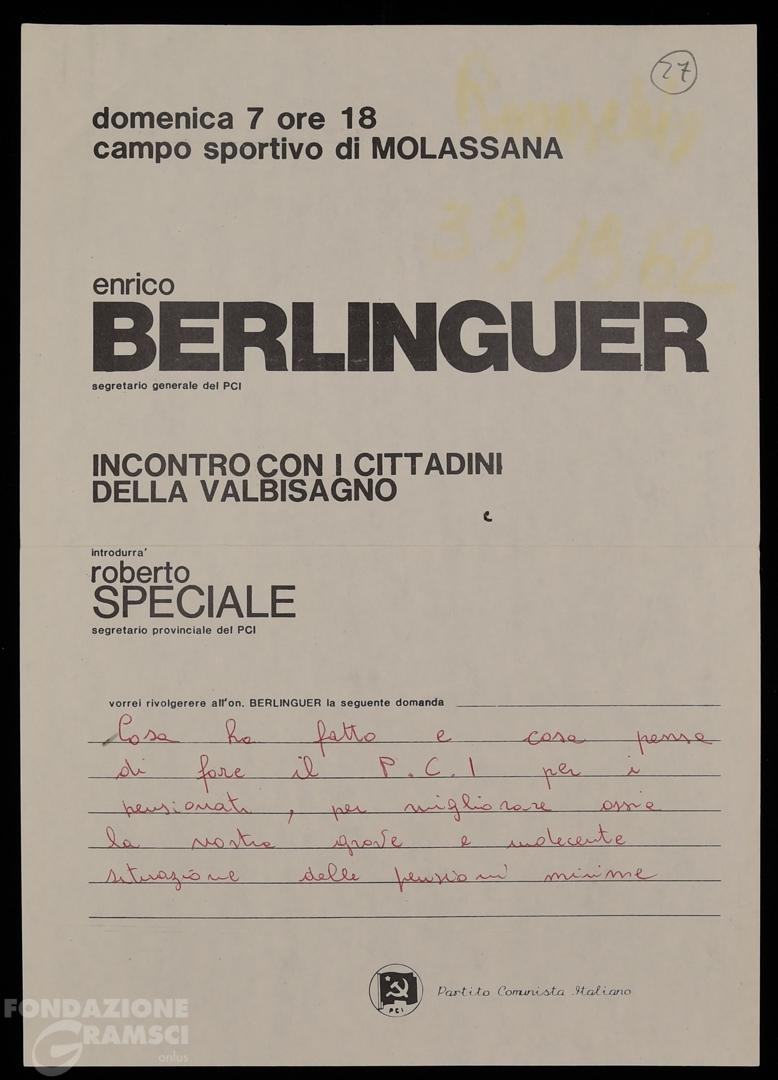 27
domenica 7 ore 18
campo sportivo di MOLASSANA
3 9 1962
enrico
BERLINGUER
segretario generale del PCI
INCONTRO CON I CITTADINI
DELLA VALBISAGNO
introdurra'
roberto
SPECIALE
segretario provinciale del PCI
vorrei rivolgerere all'on. BERLINGUER la seguente domanda
Cosa ha fatto e cosa pensa
di fare il P.C.I per i
pensionati, per migliorare ossia
la nostra grave e indecente
situazione delle pensioni minime
PCI
Partito Comunista Italiano
FONDAZIONE
GRAMSCI
onlus